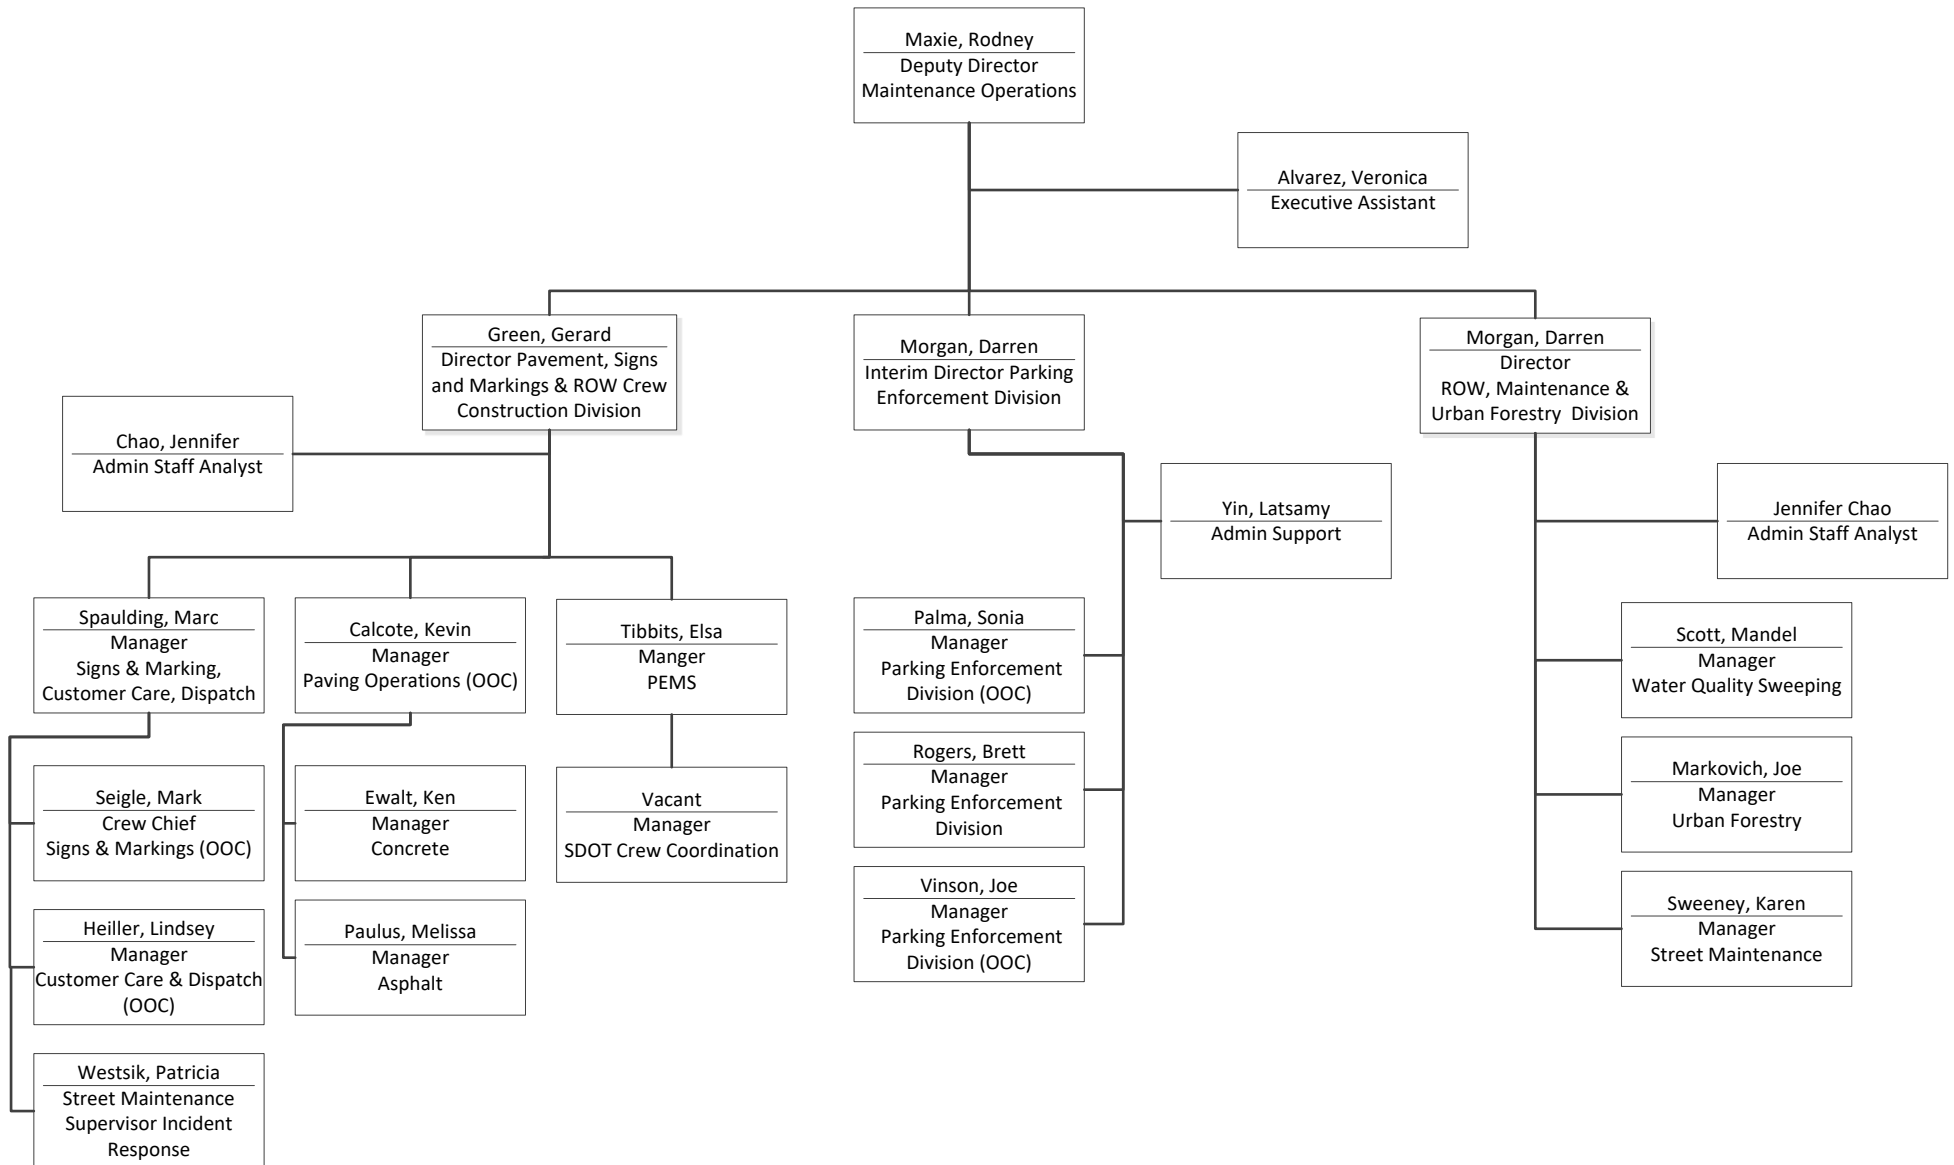 Maxie, Rodney
Deputy Director
Maintenance Operations
Alvarez, Veronica
Executive Assistant
Green, Gerard
Director Pavement, Signs
and Markings & ROW Crew
Construction Division
Morgan, Darren
Interim Director Parking
Enforcement Division
Morgan, Darren
Director
ROW, Maintenance &
Urban Forestry  Division
Chao, Jennifer
Admin Staff Analyst
Yin, Latsamy
Admin Support
Jennifer Chao
Admin Staff Analyst
Spaulding, Marc
Manager
Signs & Marking,
Customer Care, Dispatch
Calcote, Kevin
Manager
Paving Operations (OOC)
Tibbits, Elsa
Manger
PEMS
Palma, Sonia
Manager
Parking Enforcement
Division (OOC)
Scott, Mandel
Manager
Water Quality Sweeping
Seigle, Mark
Crew Chief
Signs & Markings (OOC)
Ewalt, Ken
Manager
Concrete
Vacant
Manager
SDOT Crew Coordination
Rogers, Brett
Manager
Parking Enforcement
Division
Markovich, Joe
Manager
Urban Forestry
Heiller, Lindsey
Manager
Customer Care & Dispatch
(OOC)
Paulus, Melissa
Manager
Asphalt
Vinson, Joe
Manager
Parking Enforcement
Division (OOC)
Sweeney, Karen
Manager
Street Maintenance
Westsik, Patricia
Street Maintenance
Supervisor Incident
Response